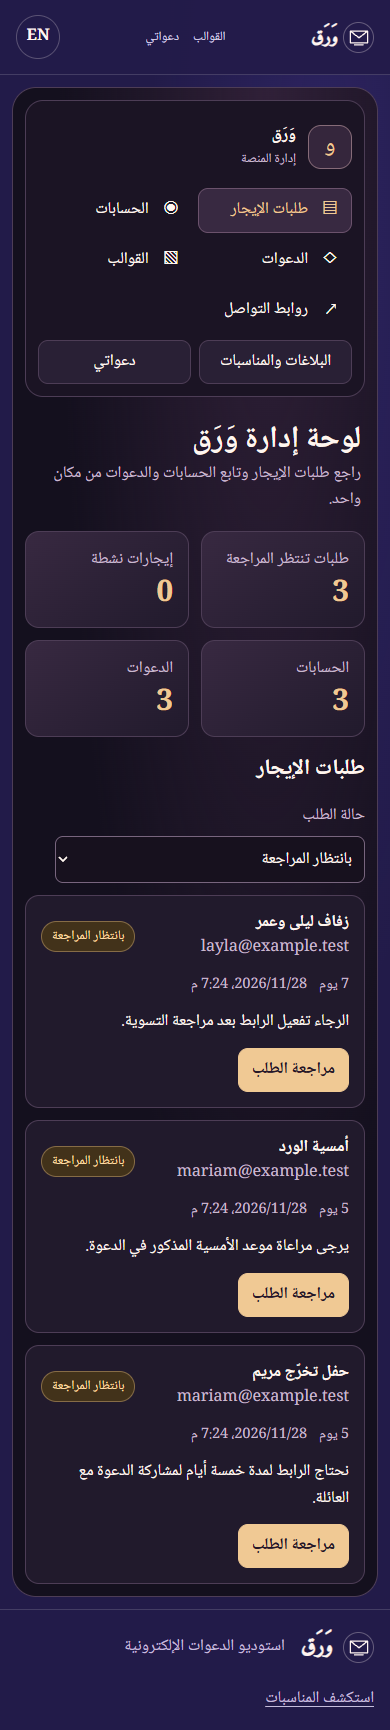 وَرَق
القوالب
دعواتي
EN
و
وَرَق
إدارة المنصة
طلبات الإيجار
الحسابات
الدعوات
القوالب
روابط التواصل
البلاغات والمناسبات
دعواتي
لوحة إدارة وَرَق
راجع طلبات الإيجار وتابع الحسابات والدعوات من مكان
واحد.
طلبات تنتظر المراجعة
3
إيجارات نشطة
0
الحسابات
3
الدعوات
3
طلبات الإيجار
حالة الطلب
بانتظار المراجعة
زفاف ليلى وعمر
layla@example.test
بانتظار المراجعة
7 يوم 2026/11/28، 7:24 م
الرجاء تفعيل الرابط بعد مراجعة التسوية.
مراجعة الطلب
أمسية الورد
mariam@example.test
بانتظار المراجعة
5 يوم 2026/11/28، 7:24 م
يرجى مراعاة موعد الأمسية المذكور في الدعوة.
مراجعة الطلب
حفل تخرّج مريم
mariam@example.test
بانتظار المراجعة
5 يوم 2026/11/28، 7:24 م
نحتاج الرابط لمدة خمسة أيام لمشاركة الدعوة مع
العائلة.
مراجعة الطلب
وَرَق
استوديو الدعوات الإلكترونية
استكشف المناسبات